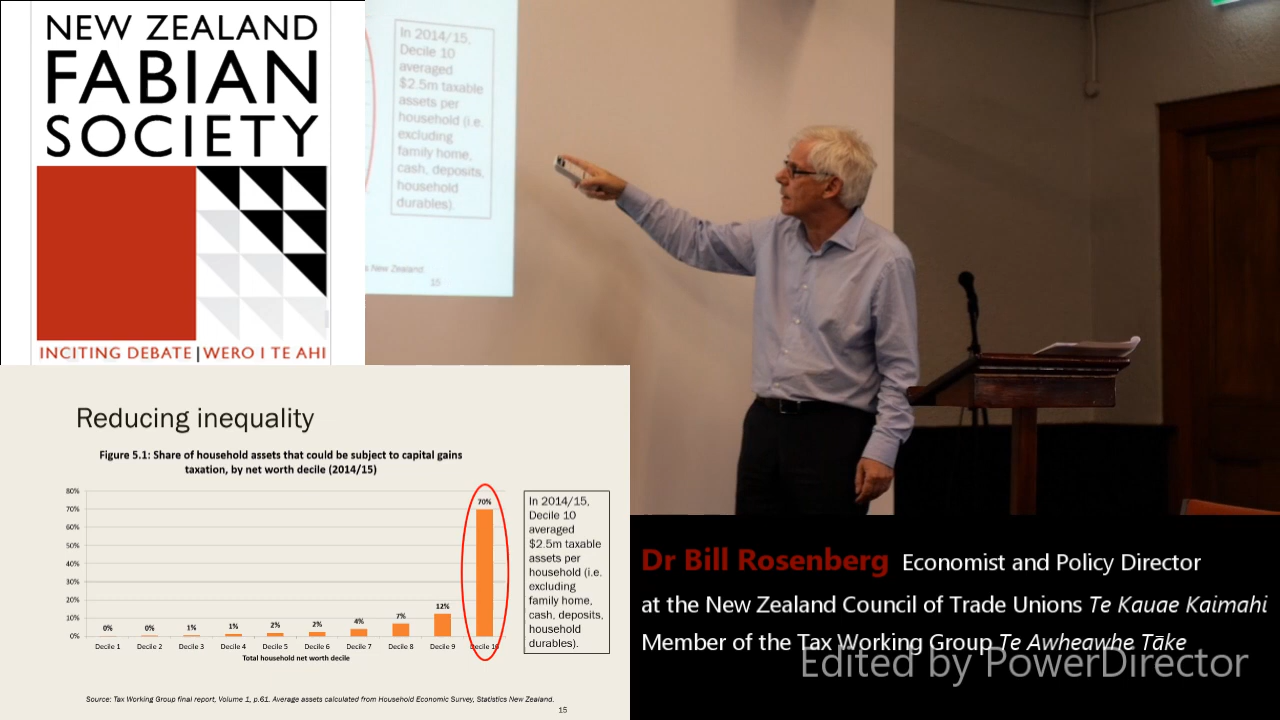 NEW ZEALAND
FABIAN
SOCIETY
INCITING DEBATE|WERO I TE AHI
In 2014/15,
Decile 10
averaged
$2.5m taxable
assets per
household (i.e.
excluding
family home,
cash, deposits,
household
durables).
s New Zealand.
15
Reducing inequality
Figure 5.1: Share of household assets that could be subject to capital gains
taxation, by net worth decile (2014/15)
80%
70%
60%
50%
40%
30%
20%
10%
0%
0%
0%
1%
1%
2%
2%
4%
7%
12%
70%
Decile 1
Decile 2
Decile 3
Decile 4
Decile 5
Decile 6
Decile 7
Decile 8
Decile 9
Decile 10
Total household net worth decile
In 2014/15,
Decile 10
averaged
$2.5m taxable
assets per
household (i.e.
excluding
family home,
cash, deposits,
household
durables).
Source: Tax Working Group final report, Volume 1, p.61. Average assets calculated from Household Economic Survey, Statistics New Zealand.
15
Dr Bill Rosenberg Economist and Policy Director
at the New Zealand Council of Trade Unions Te Kauae Kaimahi
Member of the Tax Working Group Te Awheawhe Tāke
Edited by PowerDirector